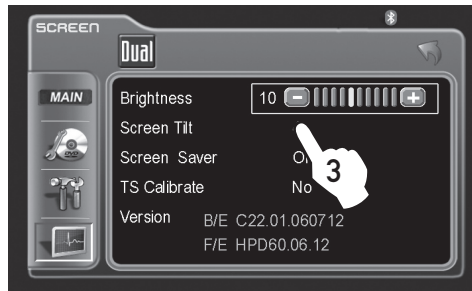 SCREEN
Dual
MAIN
Brightness 10
Screen Tilt
Screen Saver
3
TS Calibrate No
Version B/E C22.01.060712
F/E HPD60.06.12
DVD